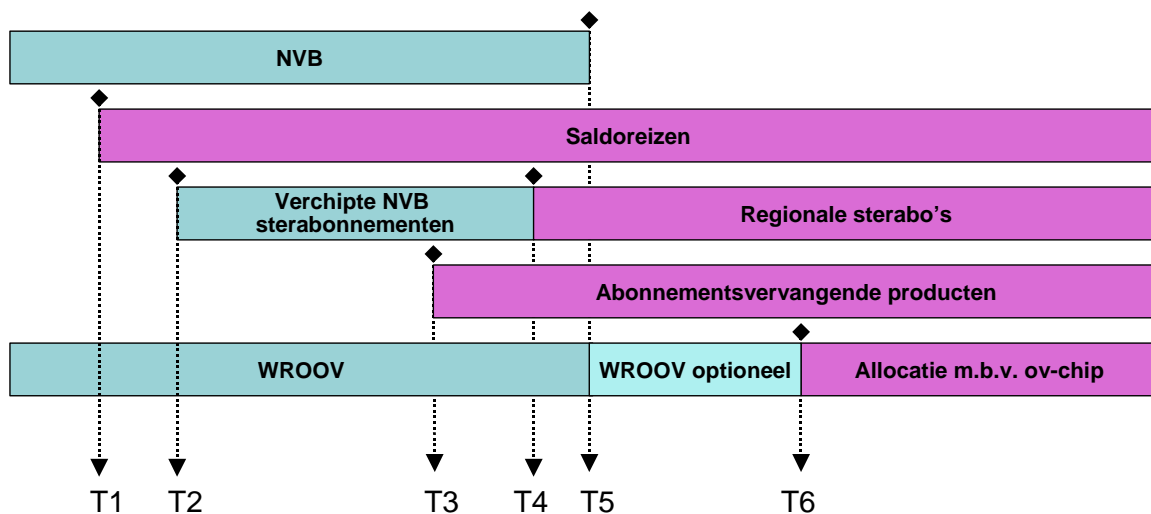 NVB
Saldoreizen
Verchipte NVB
sterabonnementen
Regionale sterabo's
Abonnementsvervangende producten
WROOV
WROOV optioneel
Allocatie m.b.v. ov-chip
T1
T2
T3
T4
T5
T6